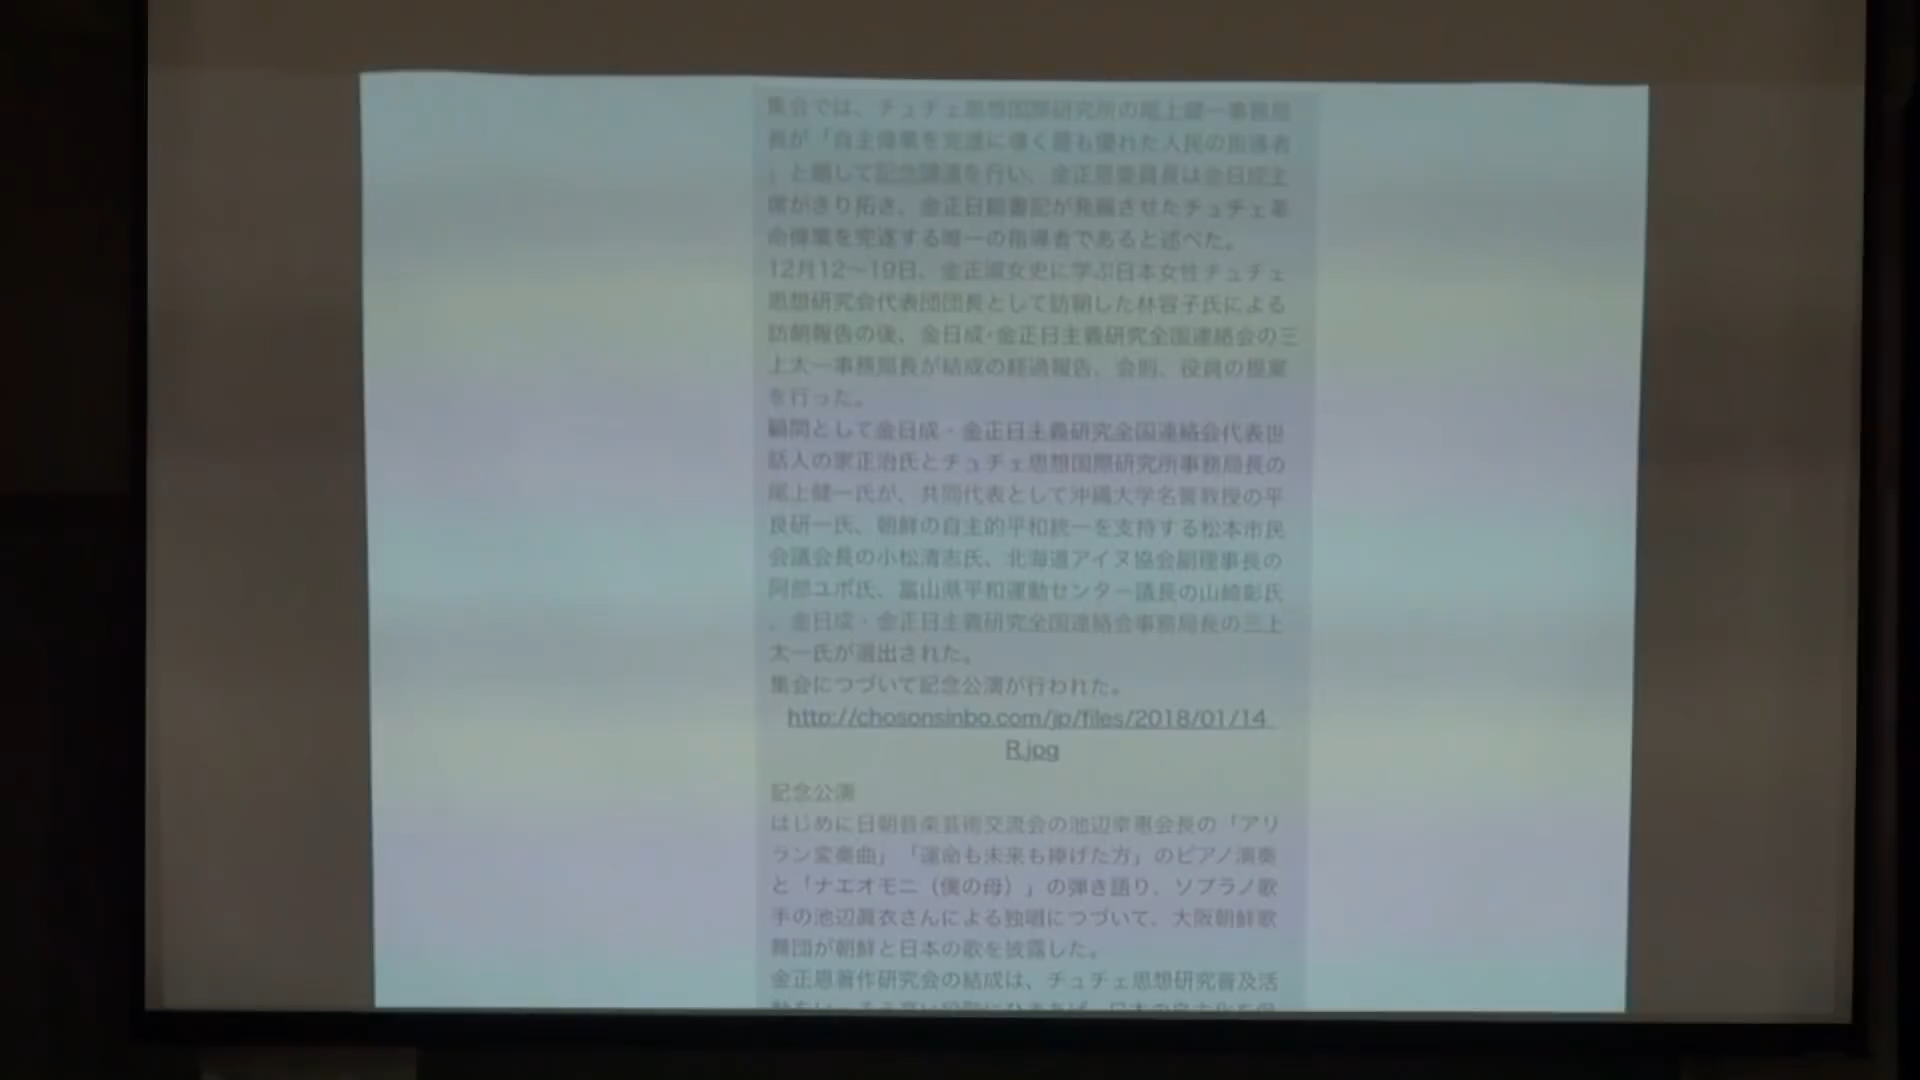 集会では、チュチェ思想国際研究所の尾上健一事務局
長が「自主偉業を完遂に導く最も優れた人民の指導者
」と題して記念講演を行い、金正恩委員長は金日成主
席がきり拓き、金正日総書記が発展させたチュチェ革
命偉業を完遂する唯一の指導者であると述べた。
12月12〜19日、金正淑女史に学ぶ日本女性チュチェ
思想研究会代表団団長として訪朝した林容子氏による
訪朝報告の後、金日成・金正日主義研究全国連絡会の三
上太一事務局長が結成の経過報告、会則、役員の提案
を行った。
顧問として金日成・金正日主義研究全国連絡会代表世
話人の家正治氏とチュチェ思想国際研究所事務局長の
尾上健一氏が、共同代表として沖縄大学名誉教授の平
良研一氏、朝鮮の自主的平和統一を支持する松本市民
会議会長の小松清志氏、北海道アイヌ協会副理事長の
阿部ユポ氏、富山県平和運動センター議長の山崎彰氏
、金日成・金正日主義研究全国連絡会事務局長の三上
太一氏が選出された。
集会につづいて記念公演が行われた。
http://chosonsinbo.com/jp/files/2018/01/14_
R.jpg
記念公演
はじめに日朝音楽芸術交流会の池辺幸惠会長の「アリ
ラン変奏曲」「運命も未来も捧げた方」のピアノ演奏
と「ナエオモニ（僕の母）」の弾き語り、ソプラノ歌
手の池辺眞衣さんによる独唱につづいて、大阪朝鮮歌
舞団が朝鮮と日本の歌を披露した。
金正恩著作研究会の結成は、チュチェ思想研究普及活